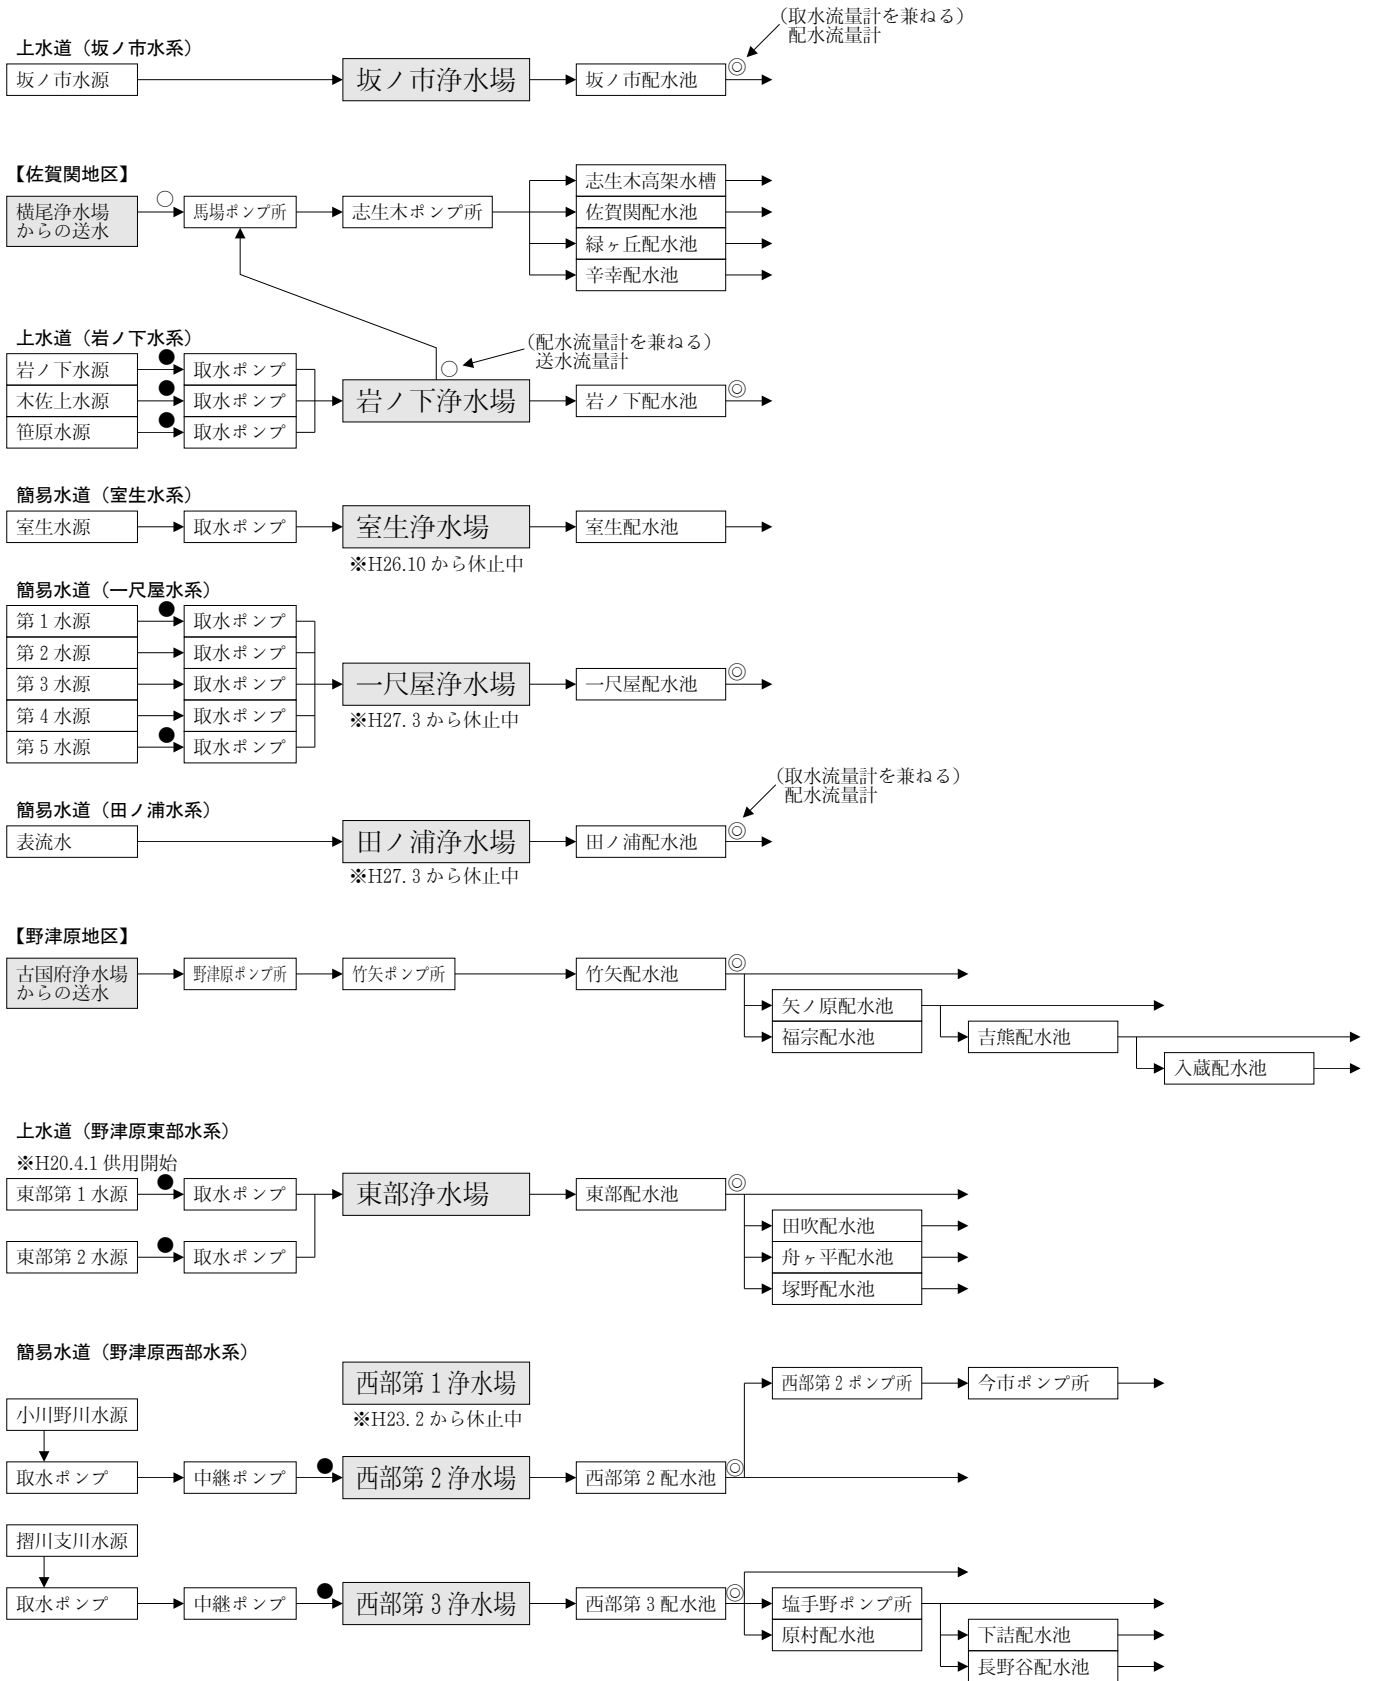 （取水流量計を兼ねる）
配水流量計
上水道（坂ノ市水系）
坂ノ市水源
坂ノ市浄水場
坂ノ市配水池
◎
【佐賀関地区】
横尾浄水場
からの送水
○
馬場ポンプ所
志生木ポンプ所
志生木高架水槽
佐賀関配水池
緑ヶ丘配水池
辛幸配水池
上水道（岩ノ下水系）
（配水流量計を兼ねる）
送水流量計
岩ノ下水源
●
取水ポンプ
木佐上水源
●
取水ポンプ
笹原水源
●
取水ポンプ
○
岩ノ下浄水場
岩ノ下配水池
◎
簡易水道（室生水系）
室生水源
取水ポンプ
室生浄水場
室生配水池
※H26.10 から休止中
簡易水道（一尺屋水系）
第 1 水源
●
取水ポンプ
第 2 水源
取水ポンプ
第 3 水源
取水ポンプ
第 4 水源
取水ポンプ
第 5 水源
●
取水ポンプ
一尺屋浄水場
一尺屋配水池
◎
※H27. 3 から休止中
（取水流量計を兼ねる）
配水流量計
簡易水道（田ノ浦水系）
表流水
田ノ浦浄水場
田ノ浦配水池
◎
※H27. 3 から休止中
【野津原地区】
古国府浄水場
からの送水
野津原ポンプ所
竹矢ポンプ所
竹矢配水池
◎
矢ノ原配水池
福宗配水池
吉熊配水池
入蔵配水池
上水道（野津原東部水系）
※H20.4.1 供用開始
東部第 1 水源
●
取水ポンプ
東部浄水場
東部配水池
◎
東部第 2 水源
●
取水ポンプ
田吹配水池
舟ヶ平配水池
塚野配水池
簡易水道（野津原西部水系）
西部第 1 浄水場
※H23. 2 から休止中
西部第 2 ポンプ所
今市ポンプ所
小川野川水源
取水ポンプ
中継ポンプ
●
西部第 2 浄水場
西部第 2 配水池
◎
摺川支川水源
取水ポンプ
中継ポンプ
●
西部第 3 浄水場
西部第 3 配水池
◎
塩手野ポンプ所
原村配水池
下詰配水池
長野谷配水池